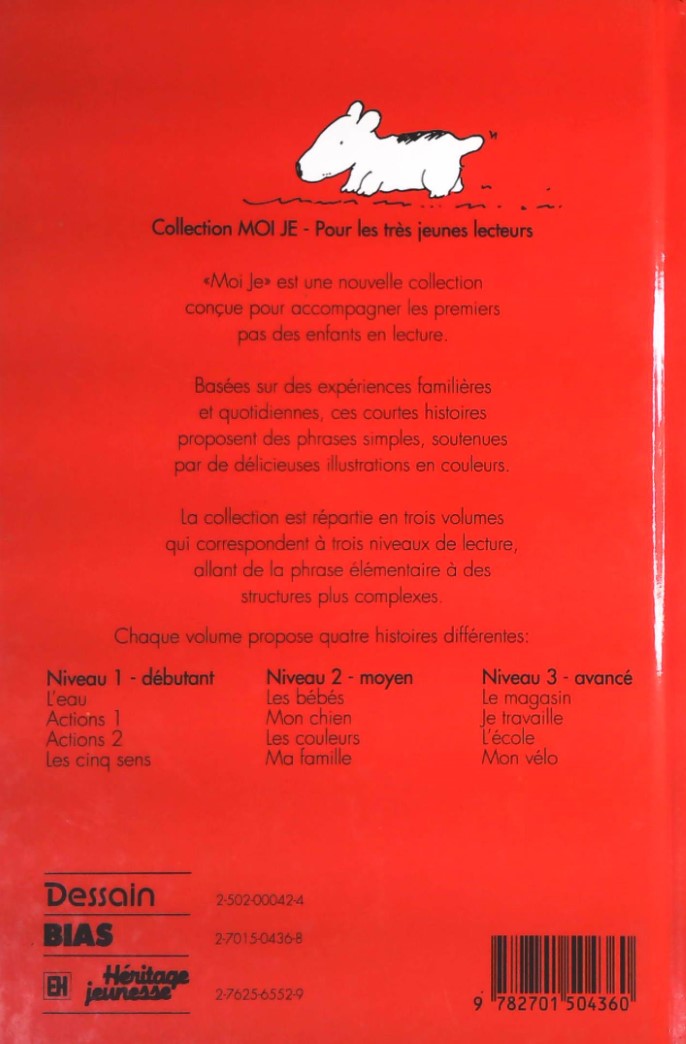 Collection MOI JE - Pour les très jeunes lecteurs
«Moi Je» est une nouvelle collection
conçue pour accompagner les premiers
pas des enfants en lecture.
Basées sur des expériences familières
et quotidiennes, ces courtes histoires
proposent des phrases simples, soutenues
par de délicieuses illustrations en couleurs.
La collection est répartie en trois volumes
qui correspondent à trois niveaux de lecture,
allant de la phrase élémentaire à des
structures plus complexes.
Chaque volume propose quatre histoires différentes:
Niveau 1 - débutant
L'eau
Actions 1
Actions 2
Les cinq sens
Niveau 2 - moyen
Les bébés
Mon chien
Les couleurs
Ma famille
Niveau 3 - avancé
Le magasin
Je travaille
L'école
Mon vélo
Dessain 2-502-00042-4
BIAS 2-7015-0436-8
EH Héritage
jeunesse 2-7625-6552-9
9 782701 504360